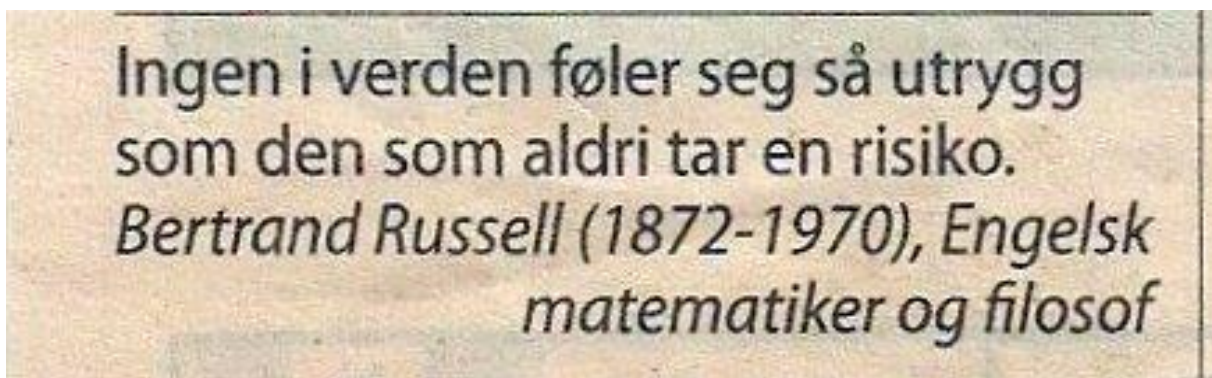 Ingen i verden føler seg så utrygg
som den som aldri tar en risiko.
Bertrand Russell (1872-1970), Engelsk
matematiker og filosof